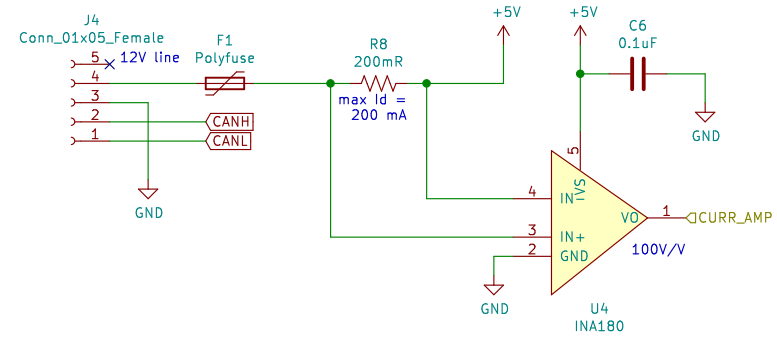 J4
Conn_01x05_Female
5
12V line
4
3
2
1
CANH
CANL
GND
F1
Polyfuse
R8
200mR
max Id =
200 mA
+5V
+5V
C6
0.1uF
GND
5
VS
4
IN-
3
IN+
2
GND
VO
1
CURR_AMP
100V/V
GND
U4
INA180